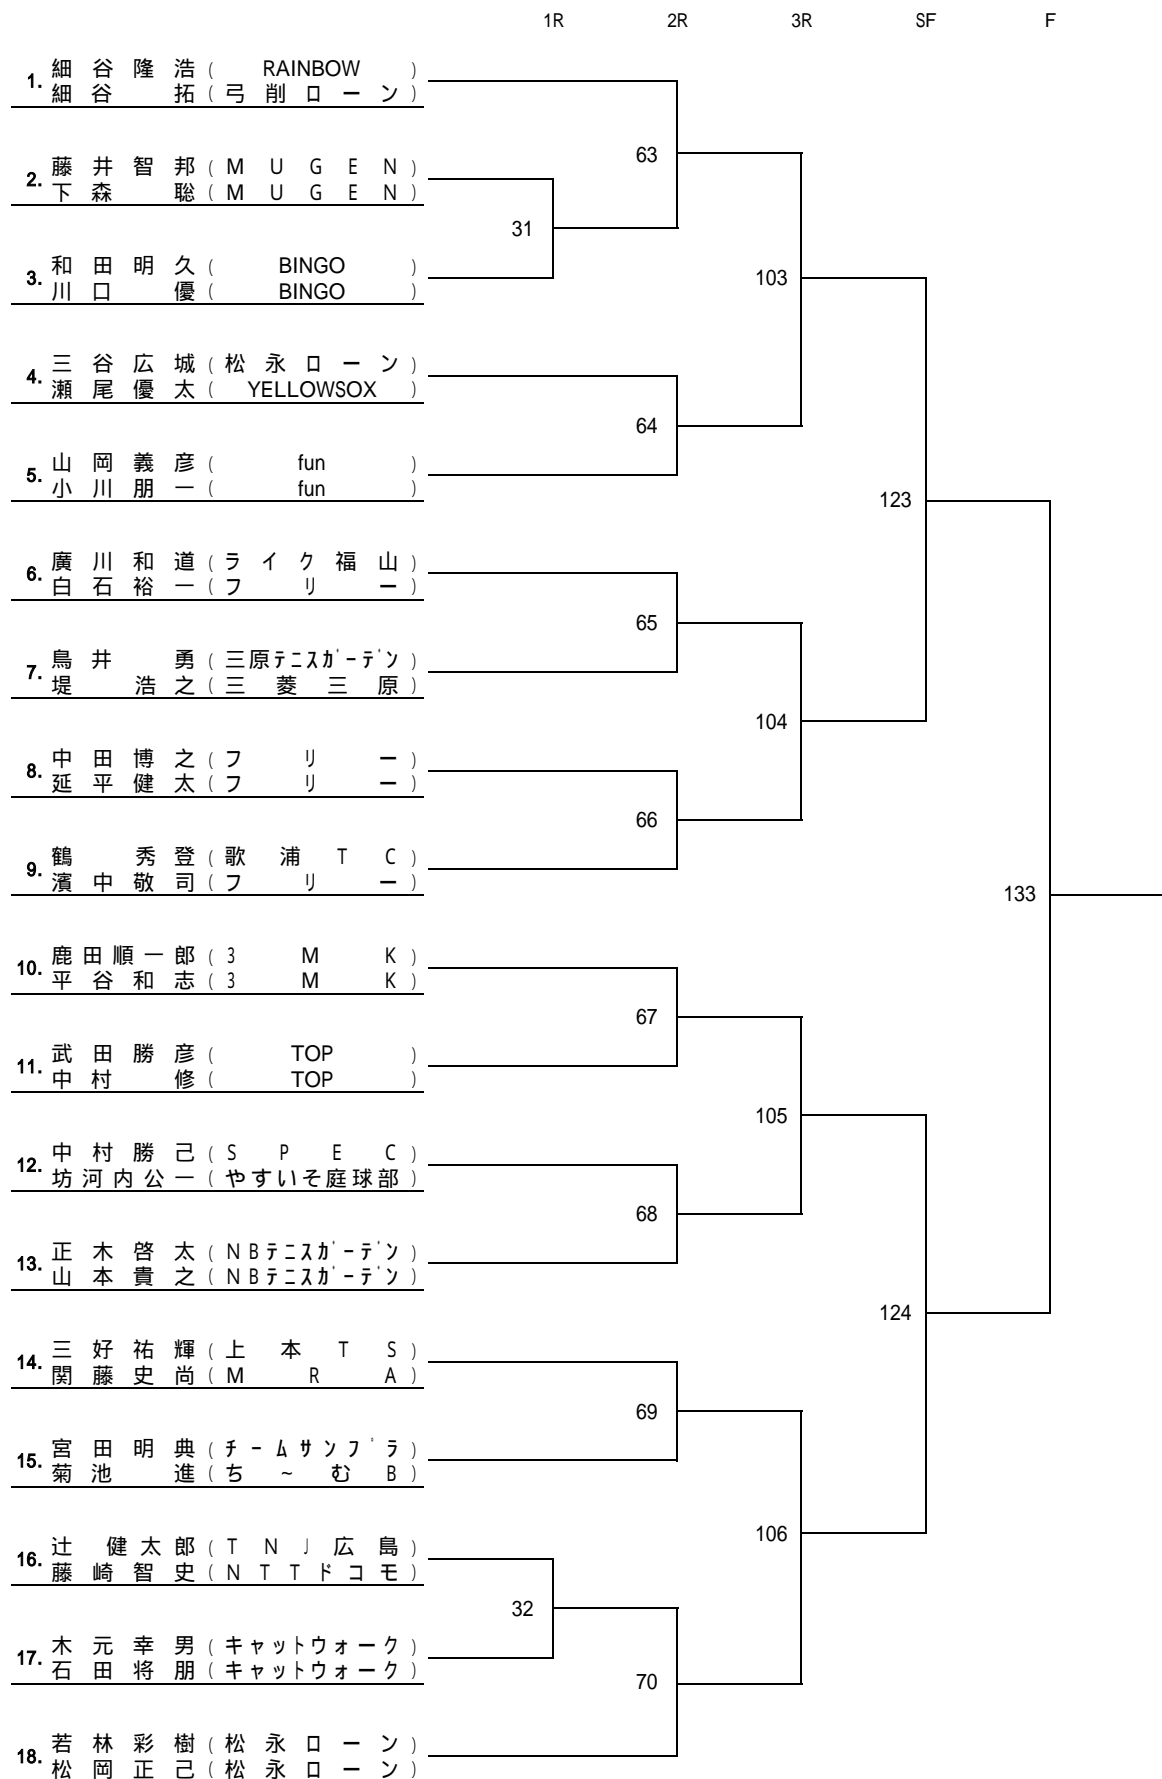 1R 2R 3R SF F
1. 細谷隆浩(RAINBOW)
細谷拓(弓削ローン)
63
2. 藤井智邦(MUGEN)
下森聡(MUGEN)
31
3. 和田明久(BINGO)
川口優(BINGO)
103
4. 三谷広城(松永ローン)
瀬尾優太(YELLOWSOX)
64
5. 山岡義彦(fun)
小川朋一(fun)
123
6. 廣川和道(ライク福山)
白石裕一(フリー)
65
7. 鳥井勇(三原テニスガーデン)
堤浩之(三菱三原)
104
8. 中田博之(フリー)
延平健太(フリー)
66
9. 鶴秀登(歌浦TC)
濱中敬司(フリー)
133
10. 鹿田順一郎(3MK)
平谷和志(3MK)
67
11. 武田勝彦(TOP)
中村修(TOP)
105
12. 中村勝己(SPEC)
坊河内公一(やすいそ庭球部)
68
13. 正木啓太(NBテニスガーデン)
山本貴之(NBテニスガーデン)
124
14. 三好祐輝(上本TS)
関藤史尚(MRA)
69
15. 宮田明典(チームサンプラ)
菊池進(ち~むB)
106
16. 辻健太郎(TNJ広島)
藤崎智史(NTTドコモ)
32
17. 木元幸男(キャットウォーク)
石田将朋(キャットウォーク)
70
18. 若林彩樹(松永ローン)
松岡正己(松永ローン)